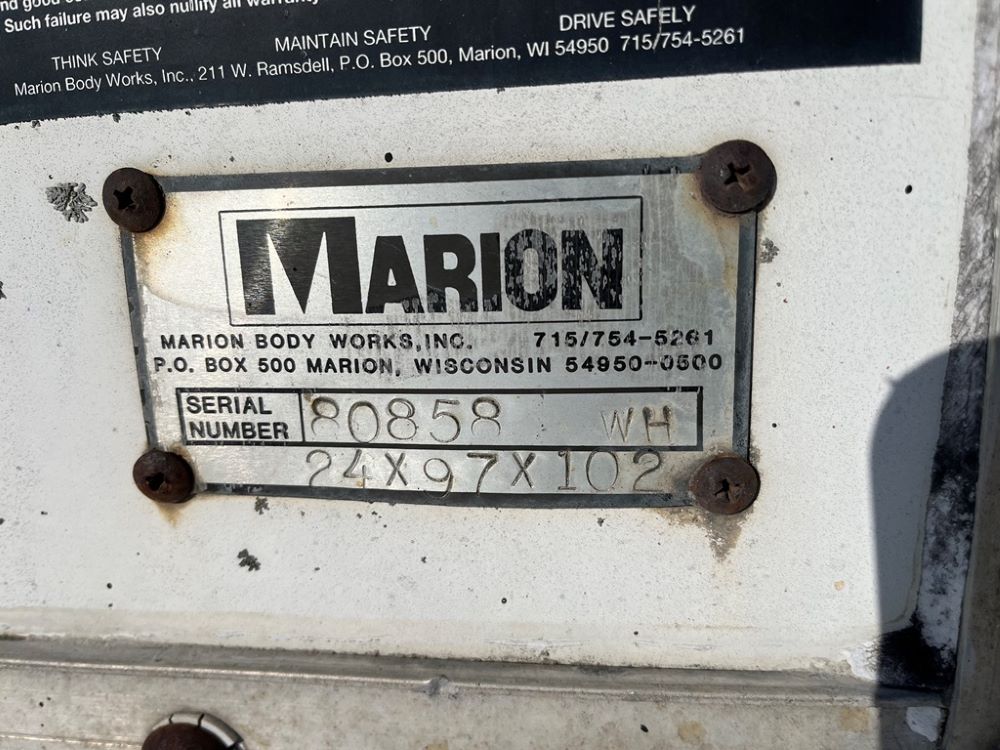 Such failure may also nullify all warranty
THINK SAFETY MAINTAIN SAFETY DRIVE SAFELY
Marion Body Works, Inc., 211 W. Ramsdell, P.O. Box 500, Marion, WI 54950 715/754-5261
MARION
MARION BODY WORKS, INC. 715/754-5261
P.O. BOX 500 MARION, WISCONSIN 54950-0500
SERIAL NUMBER 80858 WH
24X97X102